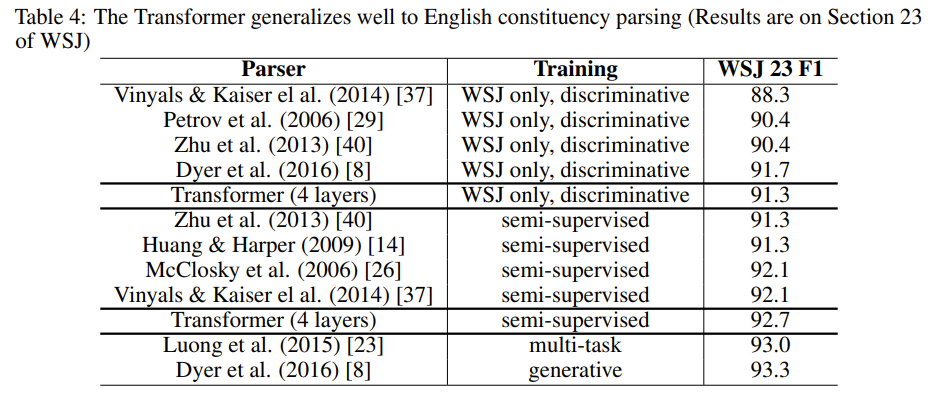 Table 4: The Transformer generalizes well to English constituency parsing (Results are on Section 23
of WSJ)
Parser Training WSJ 23 F1
Vinyals & Kaiser el al. (2014) [37] WSJ only, discriminative 88.3
Petrov et al. (2006) [29] WSJ only, discriminative 90.4
Zhu et al. (2013) [40] WSJ only, discriminative 90.4
Dyer et al. (2016) [8] WSJ only, discriminative 91.7
Transformer (4 layers) WSJ only, discriminative 91.3
Zhu et al. (2013) [40] semi-supervised 91.3
Huang & Harper (2009) [14] semi-supervised 91.3
McClosky et al. (2006) [26] semi-supervised 92.1
Vinyals & Kaiser el al. (2014) [37] semi-supervised 92.1
Transformer (4 layers) semi-supervised 92.7
Luong et al. (2015) [23] multi-task 93.0
Dyer et al. (2016) [8] generative 93.3